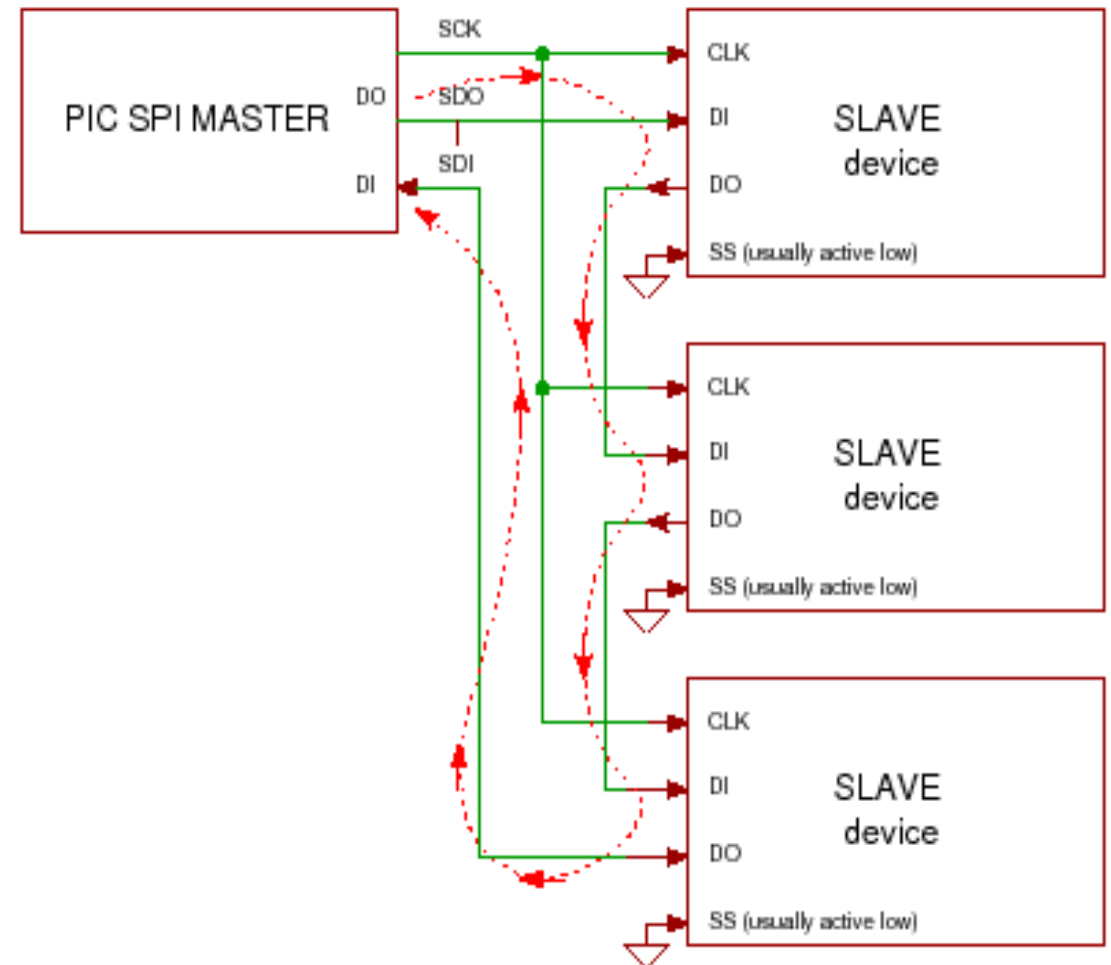 SCK
DO
SDO
PIC SPI MASTER
SDI
DI
CLK
DI
SLAVE
device
DO
SS (usually active low)
CLK
DI
SLAVE
device
DO
SS (usually active low)
CLK
DI
SLAVE
device
DO
SS (usually active low)